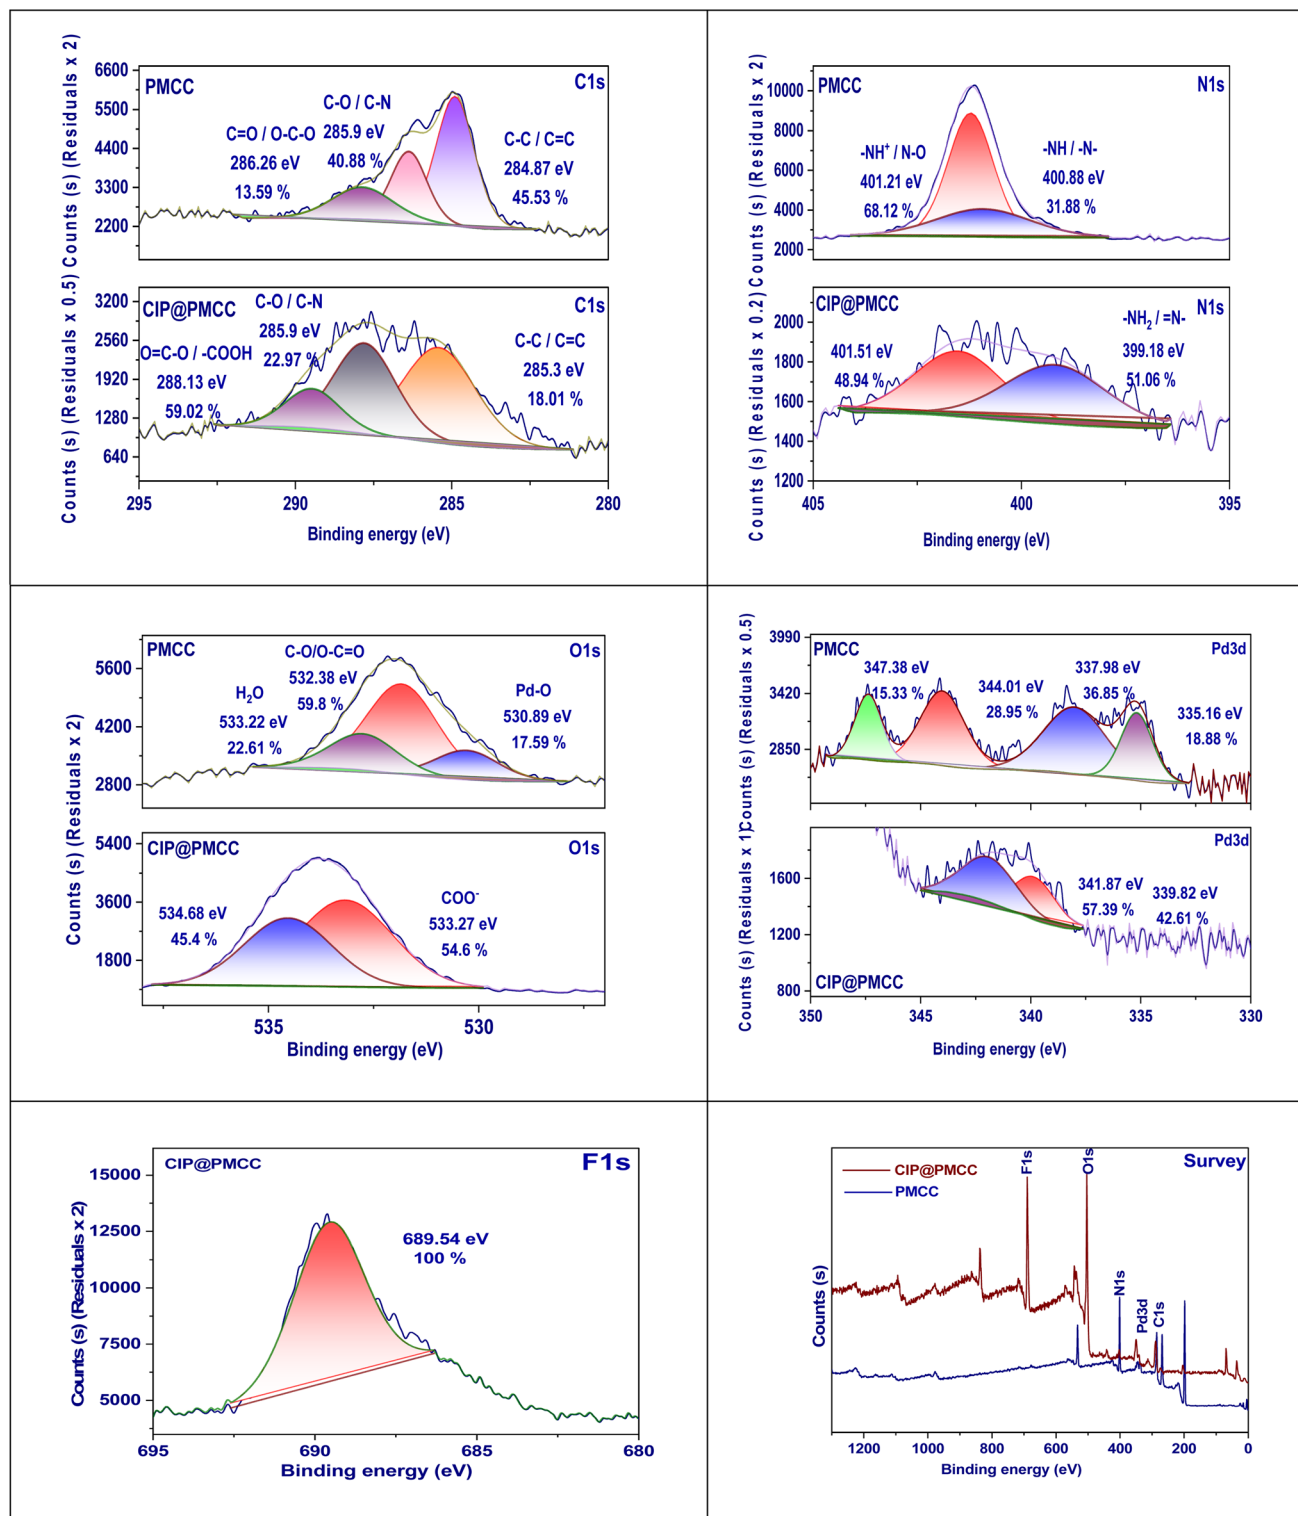 Counts (s) (Residuals x 2)
6600
5500
4400
3300
2200
PMCC
C1s
C=O / O-C-O
286.26 eV
13.59 %
C-O / C-N
285.9 eV
40.88 %
C-C / C=C
284.87 eV
45.53 %
Counts (s) (Residuals x 0.5)
3200
2560
1920
1280
640
CIP@PMCC
C1s
O=C-O / -COOH
288.13 eV
59.02 %
C-O / C-N
285.9 eV
22.97 %
C-C / C=C
285.3 eV
18.01 %
295 290 285 280
Binding energy (eV)
Counts (s) (Residuals x 2)
10000
8000
6000
4000
2000
PMCC
N1s
-NH⁺ / N-O
401.21 eV
68.12 %
-NH / -N-
400.88 eV
31.88 %
Counts (s) (Residuals x 0.2)
2000
1800
1600
1400
1200
CIP@PMCC
N1s
401.51 eV
48.94 %
-NH₂ / =N-
399.18 eV
51.06 %
405 400 395
Binding energy (eV)
Counts (s) (Residuals x 2)
5600
4200
2800
PMCC
O1s
H₂O
533.22 eV
22.61 %
C-O/O-C=O
532.38 eV
59.8 %
Pd-O
530.89 eV
17.59 %
5400
3600
1800
CIP@PMCC
O1s
534.68 eV
45.4 %
COO⁻
533.27 eV
54.6 %
535 530
Binding energy (eV)
Counts (s) (Residuals x 0.5)
3990
3420
2850
PMCC
Pd3d
347.38 eV
15.33 %
344.01 eV
28.95 %
337.98 eV
36.85 %
335.16 eV
18.88 %
Counts (s) (Residuals x 1)
1600
1200
800
Pd3d
341.87 eV
57.39 %
339.82 eV
42.61 %
CIP@PMCC
350 345 340 335 330
Binding energy (eV)
Counts (s) (Residuals x 2)
15000
12500
10000
7500
5000
CIP@PMCC
F1s
689.54 eV
100 %
695 690 685 680
Binding energy (eV)
Counts (s)
CIP@PMCC
PMCC
Survey
F1s
O1s
N1s
Pd3d
C1s
1200 1000 800 600 400 200 0
Binding energy (eV)